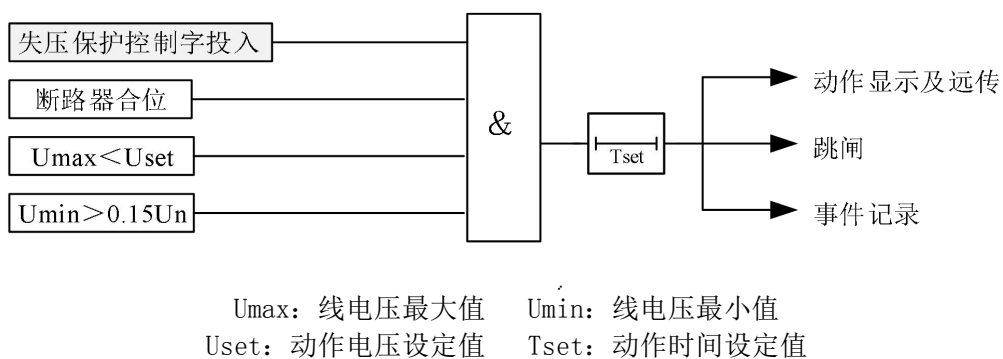 失压保护控制字投入
断路器合位
Umax＜Uset
Umin＞0.15Un
&
Tset
动作显示及远传
跳闸
事件记录
Umax：线电压最大值 Umin：线电压最小值
Uset：动作电压设定值 Tset：动作时间设定值